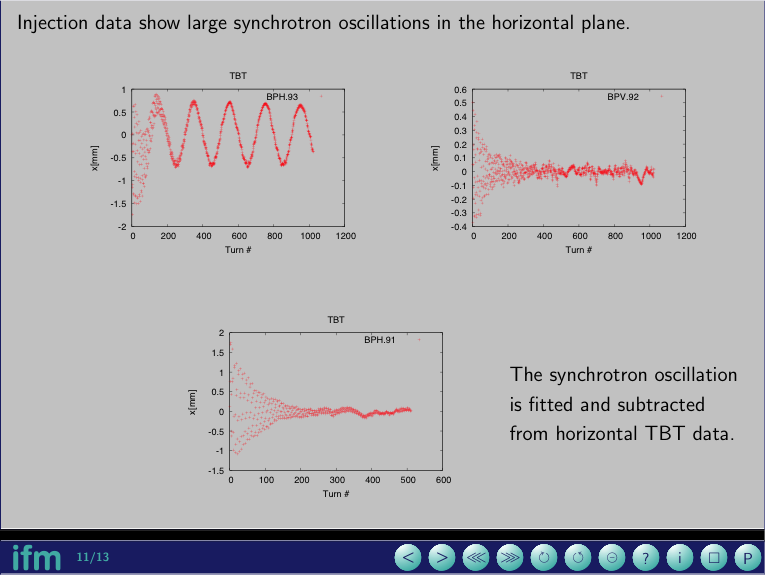 Injection data show large synchrotron oscillations in the horizontal plane.
TBT
BPH.93
x[mm]
1
0.5
0
-0.5
-1
-1.5
-2
0 200 400 600 800 1000 1200
Turn #
TBT
BPV.92
x[mm]
0.6
0.5
0.4
0.3
0.2
0.1
0
-0.1
-0.2
-0.3
-0.4
0 200 400 600 800 1000 1200
Turn #
TBT
BPH.91
x[mm]
2
1.5
1
0.5
0
-0.5
-1
-1.5
0 100 200 300 400 500 600
Turn #
The synchrotron oscillation
is fitted and subtracted
from horizontal TBT data.
ifm 11/13 < > ? i P